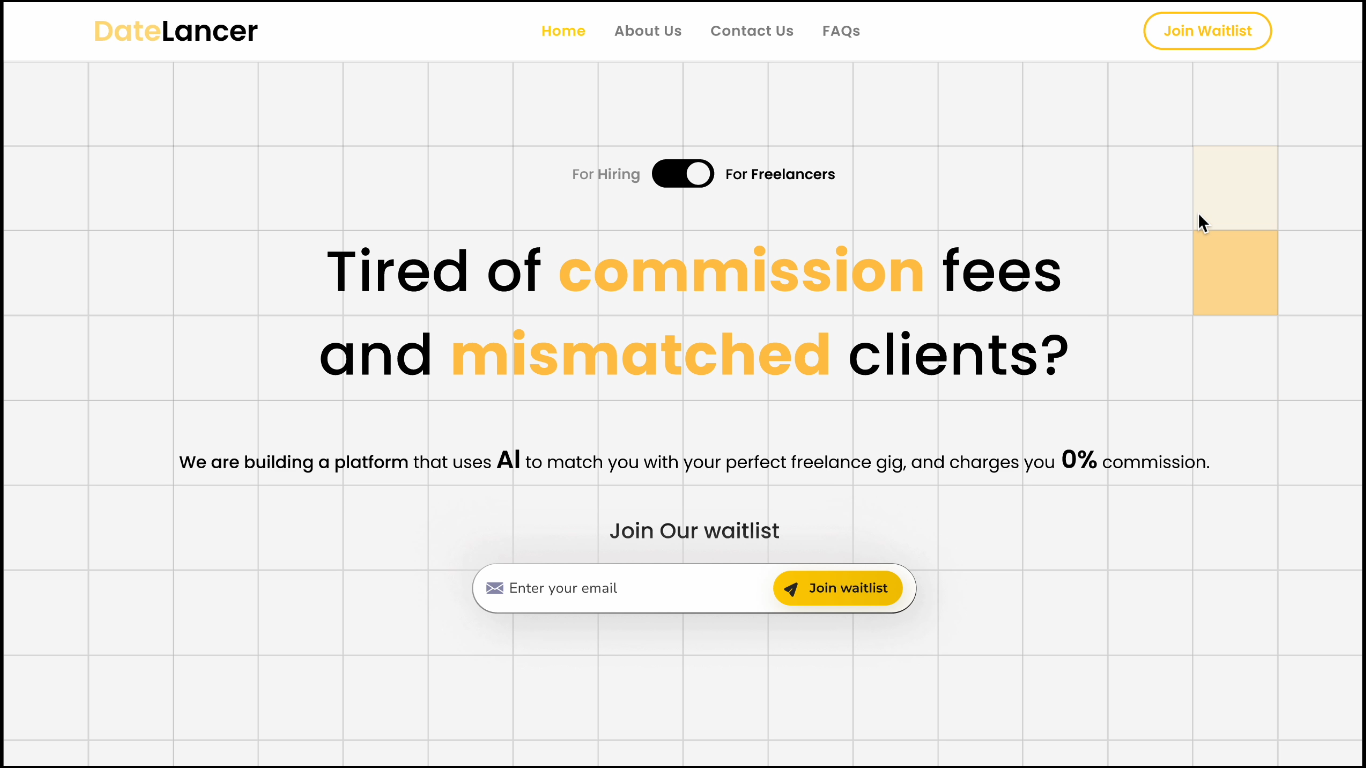 DateLancer
Home
About Us
Contact Us
FAQs
Join Waitlist
For Hiring
For Freelancers
Tired of commission fees
and mismatched clients?
We are building a platform that uses AI to match you with your perfect freelance gig, and charges you 0% commission.
Join Our waitlist
Enter your email
Join waitlist